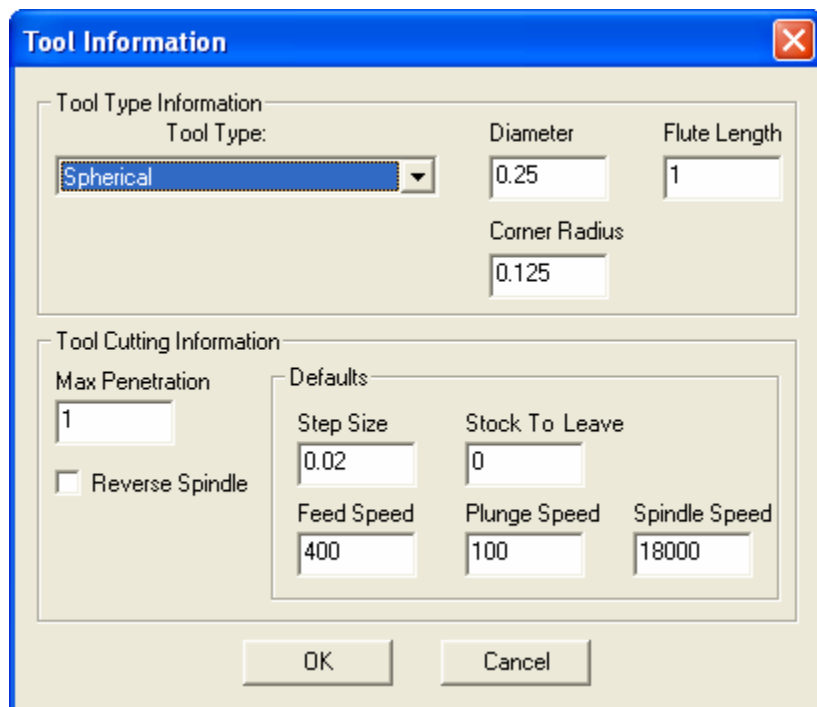 Tool Information
Tool Type Information
Tool Type:
Diameter
Flute Length
Spherical
0.25
1
Corner Radius
0.125
Tool Cutting Information
Max Penetration
1
Reverse Spindle
Defaults
Step Size
Stock To Leave
0.02
0
Feed Speed
Plunge Speed
Spindle Speed
400
100
18000
OK
Cancel